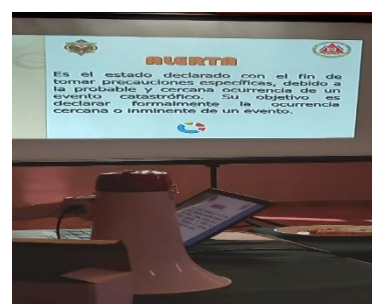 ALERTA
Es el estado declarado con el fin de
tomar precauciones específicas, debido a
la probable y cercana ocurrencia de un
evento catastrófico. Su objetivo es
declarar formalmente la ocurrencia
cercana o inminente de un evento.